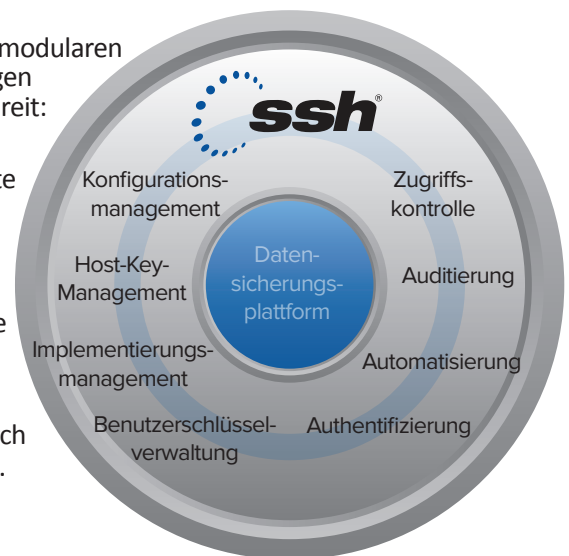 modularen
gen
reit:
te
e
ch
.
ssh®
Konfigurations-
management
Zugriffs-
kontrolle
Host-Key-
Management
Daten-
sicherungs-
plattform
Auditierung
Implementierungs-
management
Automatisierung
Benutzerschlüssel-
verwaltung
Authentifizierung